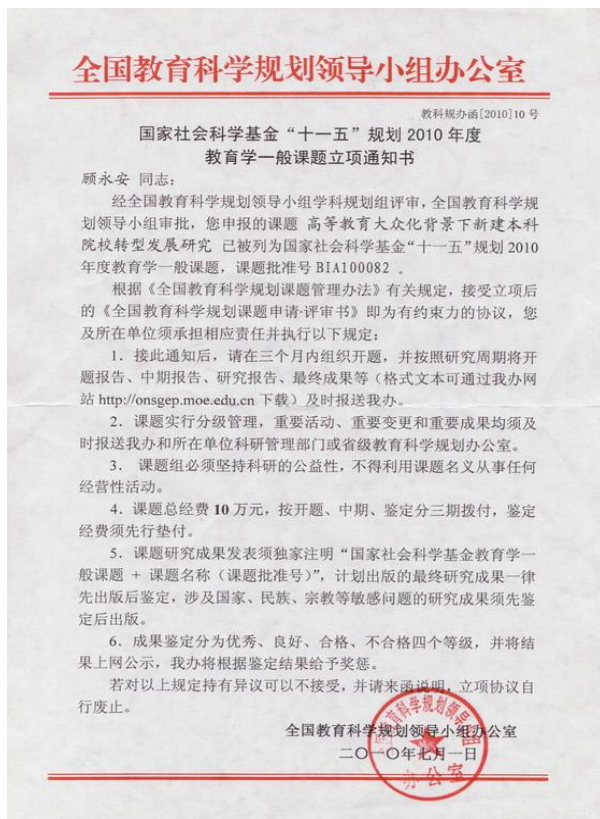 全国教育科学规划领导小组办公室
教科规办函[2010]10 号
国家社会科学基金“十一五”规划 2010 年度
教育学一般课题立项通知书
顾永安 同志：
经全国教育科学规划领导小组学科规划组评审，全国教育科学规
划领导小组审批，您申报的课题 高等教育大众化背景下新建本科
院校转型发展研究 已被列为国家社会科学基金“十一五”规划 2010
年度教育学一般课题，课题批准号 BIA100082 。
根据《全国教育科学规划课题管理办法》有关规定，接受立项后
的《全国教育科学规划课题申请·评审书》即为有约束力的协议，您
及所在单位须承担相应责任并执行以下规定：
1．接此通知后，请在三个月内组织开题，并按照研究周期将开
题报告、中期报告、研究报告、最终成果等（格式文本可通过我办网
站 http://onsgep.moe.edu.cn 下载）及时报送我办。
2．课题实行分级管理，重要活动、重要变更和重要成果均须及
时报送我办和所在单位科研管理部门或省级教育科学规划办公室。
3． 课题组必须坚持科研的公益性，不得利用课题名义从事任何
经营性活动。
4．课题总经费 10 万元，按开题、中期、鉴定分三期拨付，鉴定
经费须先行垫付。
5．课题研究成果发表须独家注明“国家社会科学基金教育学一
般课题 + 课题名称（课题批准号）”，计划出版的最终研究成果一律
先出版后鉴定，涉及国家、民族、宗教等敏感问题的研究成果须先鉴
定后出版。
6．成果鉴定分为优秀、良好、合格、不合格四个等级，并将结
果上网公示，我办将根据鉴定结果给予奖惩。
若对以上规定持有异议可以不接受，并请来函说明，立项协议自
行废止。
全国教育科学规划领导小组办公室
二〇一〇年七月一日
全国教育科学规划领导小组
办公室